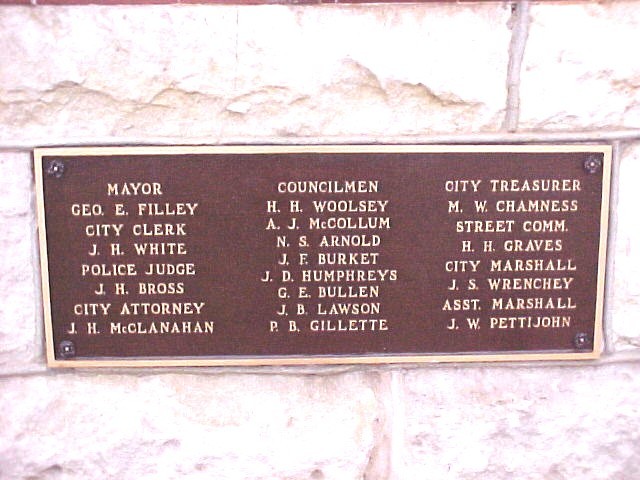 MAYOR
GEO. E. FILLEY
CITY CLERK
J. H. WHITE
POLICE JUDGE
J. H. BROSS
CITY ATTORNEY
J. H. McCLANAHAN
COUNCILMEN
H. H. WOOLSEY
A. J. McCOLLUM
N. S. ARNOLD
J. F. BURKET
J. D. HUMPHREYS
G. E. BULLEN
J. B. LAWSON
P. B. GILLETTE
CITY TREASURER
M. W. CHAMNESS
STREET COMM.
H. H. GRAVES
CITY MARSHALL
J. S. WRENCHEY
ASST. MARSHALL
J. W. PETTIJOHN